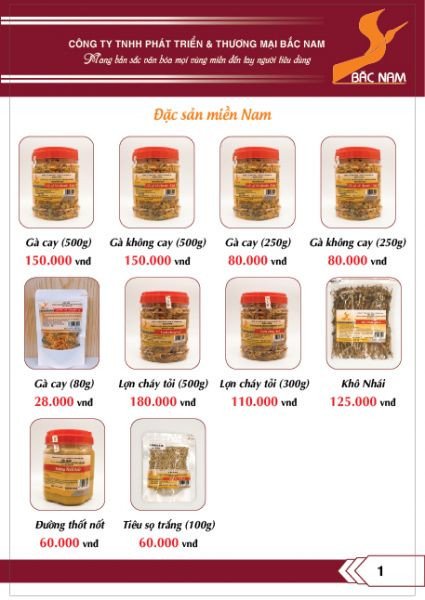 CÔNG TY TNHH PHÁT TRIỂN & THƯƠNG MẠI BẮC NAM
Mang bản sắc văn hóa mọi vùng miền đến tay người tiêu dùng
BẮC NAM
Đặc sản miền Nam
Gà cay (500g) Gà không cay (500g) Gà cay (250g) Gà không cay (250g)
150.000 vnđ 150.000 vnđ 80.000 vnđ 80.000 vnđ
Gà cay (80g) Lợn cháy tỏi (500g) Lợn cháy tỏi (300g) Khô Nhái
28.000 vnđ 180.000 vnđ 110.000 vnđ 125.000 vnđ
Đường thốt nốt Tiêu sọ trắng (100g)
60.000 vnđ 60.000 vnđ
1